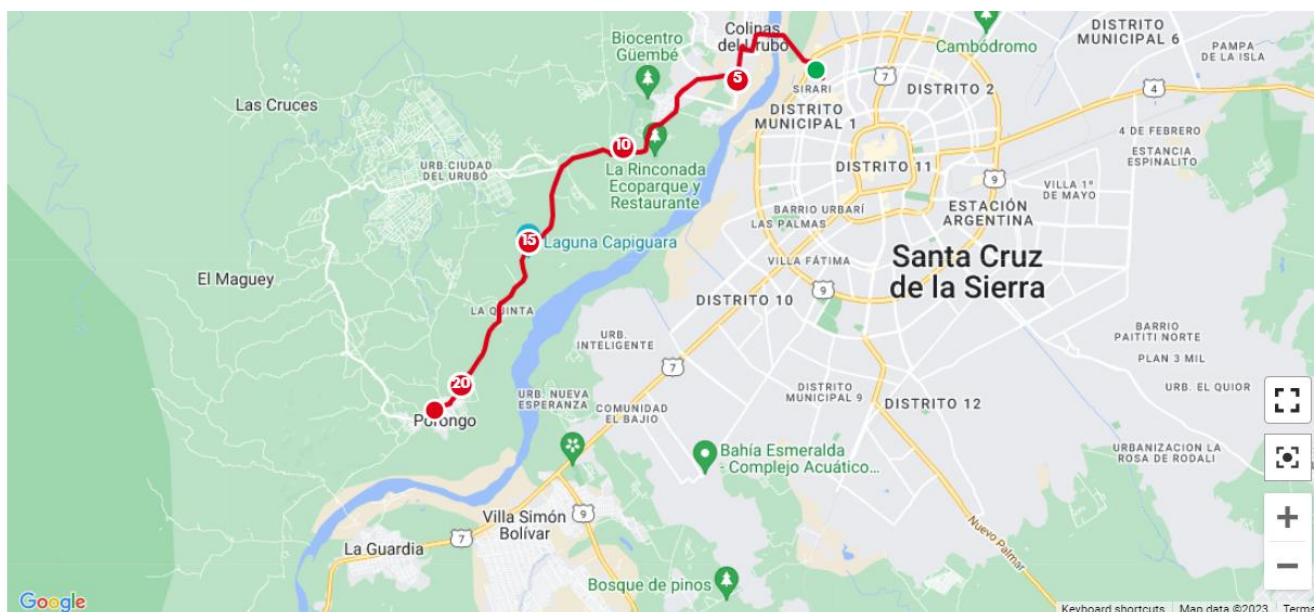 Colinas
del Urubo
DISTRITO
MUNICIPAL 6
Biocentro
Güembé
Cambódromo
PAMPA
DE LA ISLA
7
5
SIRARI
DISTRITO 2
4
Las Cruces
DISTRITO
MUNICIPAL 1
4 DE FEBRERO
10
ESTANCIA
ESPINALITO
URB.CIUDAD
DEL URUBÓ
La Rinconada
Ecoparque y
Restaurante
DISTRITO 11
9
VILLA 1º
DE MAYO
ESTACIÓN
ARGENTINA
BARRIO URBARÍ
LAS PALMAS
15
Laguna Capiguara
Santa Cruz
de la Sierra
VILLA FÁTIMA
El Maguey
9
DISTRITO 10
LA QUINTA
URB.
INTELIGENTE
BARRIO
PAITITI NORTE
PLAN 3 MIL
7
20
URB. NUEVA
ESPERANZA
DISTRITO
MUNICIPAL 9
URB. EL QUIOR
COMUNIDAD
EL BAJIO
DISTRITO 12
Porongo
Bahía Esmeralda
- Complejo Acuático...
URBANIZACION LA
ROSA DE RODALI
Villa Simón
Bolívar
9
7
La Guardia
Nuevo Palmar
Bosque de pinos
Google
Keyboard shortcuts
Map data ©2023
Term